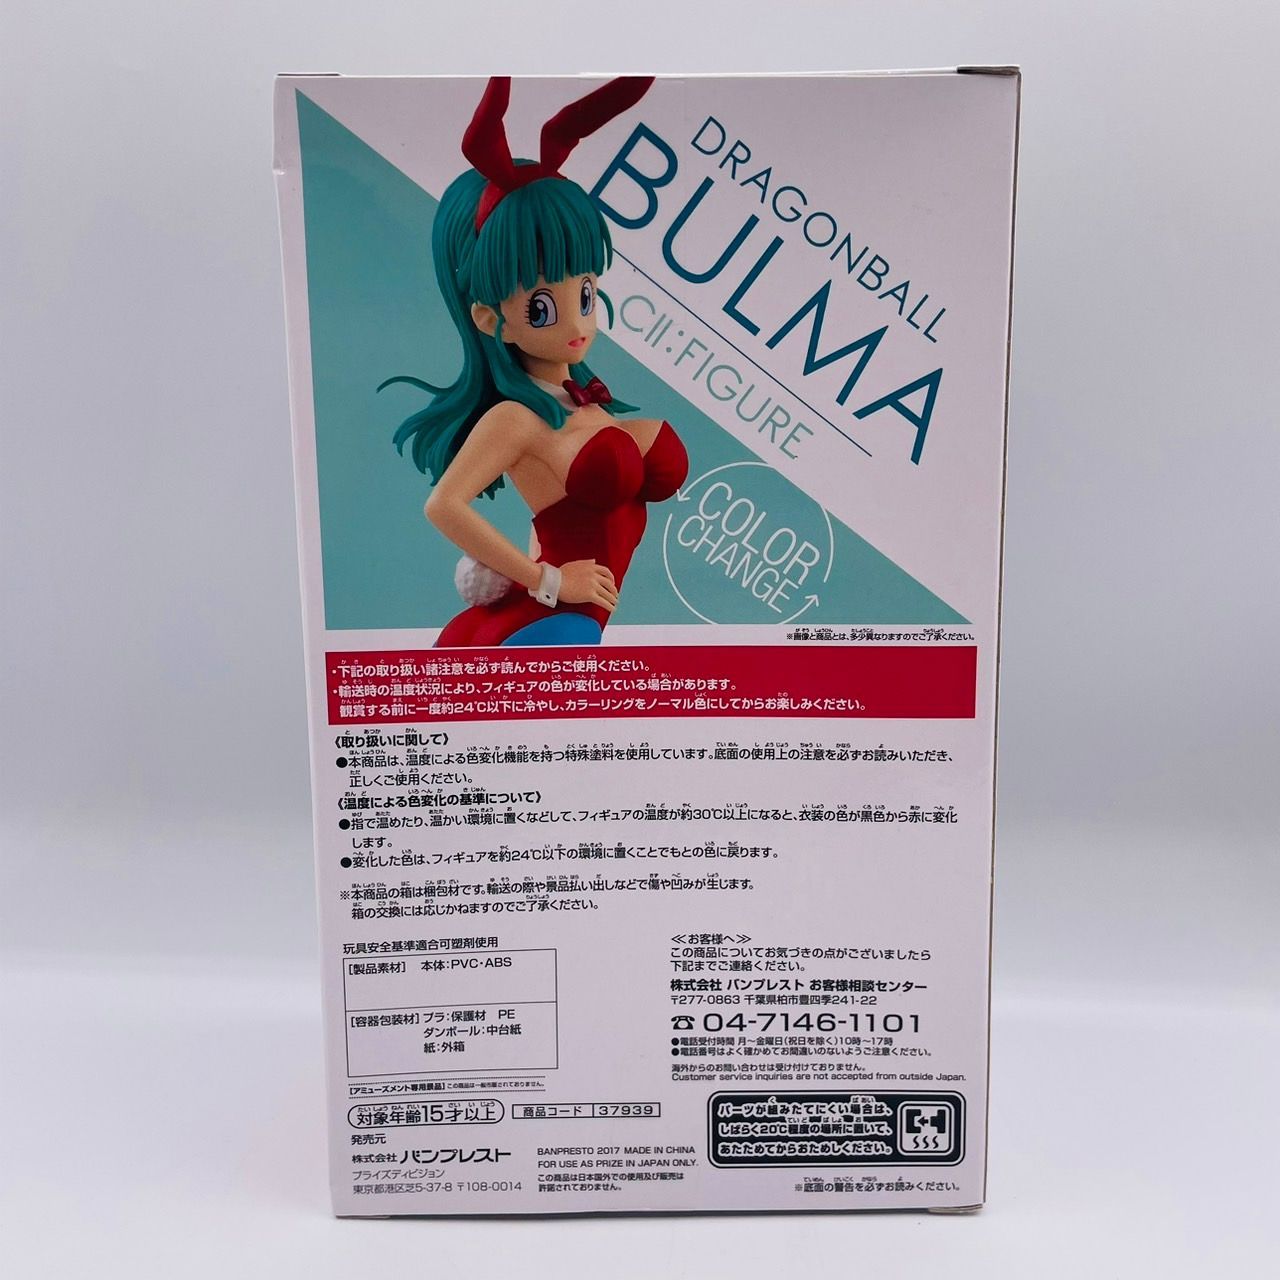 DRAGONBALL
BULMA
CII:FIGURE
COLOR
CHANGE
※画像と商品とは、多少異なりますのでご了承ください。
・下記の取り扱い諸注意を必ず読んでからご使用ください。
・輸送時の温度状況により、フィギュアの色が変化している場合があります。
観賞する前に一度約24℃以下に冷やし、カラーリングをノーマル色にしてからお楽しみください。
《取り扱いに関して》
●本商品は、温度による色変化機能を持つ特殊塗料を使用しています。底面の使用上の注意を必ずお読みいただき、
正しくご使用ください。
《温度による色変化の基準について》
●指で温めたり、温かい環境に置くなどして、フィギュアの温度が約30℃以上になると、衣装の色が黒色から赤に変化
します。
●変化した色は、フィギュアを約24℃以下の環境に置くことでもとの色に戻ります。
※本商品の箱は梱包材です。輸送の際や景品払い出しなどで傷や凹みが生じます。
箱の交換には応じかねますのでご了承ください。
玩具安全基準適合可塑剤使用
[製品素材] 本体:PVC・ABS
[容器包装材] プラ:保護材 PE
ダンボール:中台紙
紙:外箱
[アミューズメント専用景品] この商品は一般市販されておりません。
対象年齢15才以上
商品コード 37939
発売元
株式会社 バンプレスト
プライズディビジョン
東京都港区芝5-37-8 〒108-0014
BANPRESTO 2017 MADE IN CHINA
FOR USE AS PRIZE IN JAPAN ONLY.
この商品は日本国外での使用及び販売は
許諾されておりません。
≪お客様へ≫
この商品についてお気づきの点がございましたら
下記までご連絡ください。
株式会社 バンプレスト お客様相談センター
〒277-0863 千葉県柏市豊四季241-22
☎04-7146-1101
●電話受付時間 月～金曜日(祝日を除く)10時～17時
●電話番号はよく確かめてお間違いのないようご注意ください。
海外からのお問い合わせは受け付けておりません。
Customer service inquiries are not accepted from outside Japan.
パーツが組みたてにくい場合は、
しばらく20℃程度の場所に置いて、
あたためてからおためしください。
※底面の警告を必ずお読みください。